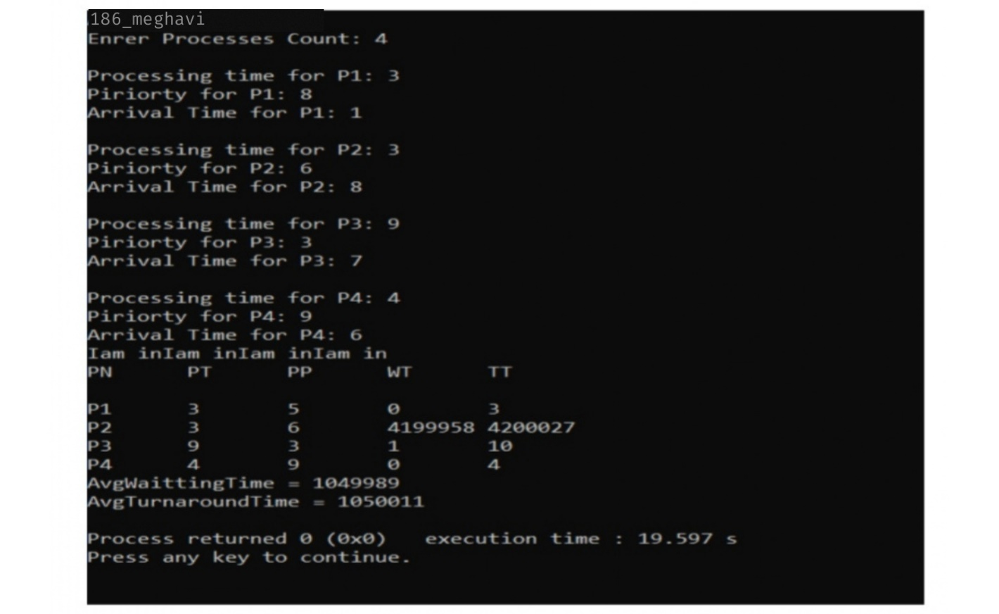 186_meghavi
Enrer Processes Count: 4
Processing time for P1: 3
Piriorty for P1: 8
Arrival Time for P1: 1
Processing time for P2: 3
Piriorty for P2: 6
Arrival Time for P2: 8
Processing time for P3: 9
Piriorty for P3: 3
Arrival Time for P3: 7
Processing time for P4: 4
Piriorty for P4: 9
Arrival Time for P4: 6
Iam inIam inIam inIam in
PN PT PP WT TT
P1 3 5 0 3
P2 3 6 4199958 4200027
P3 9 3 1 10
P4 4 9 0 4
AvgWaittingTime = 1049989
AvgTurnaroundTime = 1050011
Process returned 0 (0x0) execution time : 19.597 s
Press any key to continue.